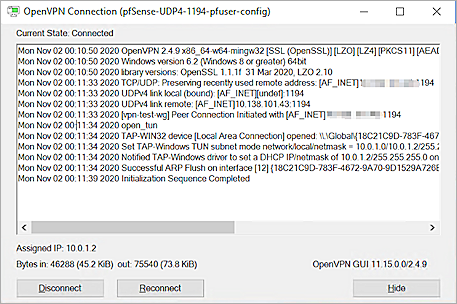 OpenVPN Connection (pfSense-UDP4-1194-pfuser-config)
Current State: Connected
Mon Nov 02 00:10:50 2020 OpenVPN 2.4.9 x86_64-w64-mingw32 [SSL (OpenSSL)] [LZO] [LZ4] [PKCS11] [AEAD
Mon Nov 02 00:10:50 2020 Windows version 6.2 (Windows 8 or greater) 64bit
Mon Nov 02 00:10:50 2020 library versions: OpenSSL 1.1.1f 31 Mar 2020, LZO 2.10
Mon Nov 02 00:11:33 2020 TCP/UDP: Preserving recently used remote address: [AF_INET] 1194
Mon Nov 02 00:11:33 2020 UDPv4 link local (bound): [AF_INET][undef]:1194
Mon Nov 02 00:11:33 2020 UDPv4 link remote: [AF_INET]10.138.101.43:1194
Mon Nov 02 00:11:33 2020 [vpn-test-wg] Peer Connection Initiated with [AF_INET] 1194
Mon Nov 02 00:11:34 2020 open_tun
Mon Nov 02 00:11:34 2020 TAP-WIN32 device [Local Area Connection] opened: \\.\Global\{18C21C9D-783F-467
Mon Nov 02 00:11:34 2020 Set TAP-Windows TUN subnet mode network/local/netmask = 10.0.1.0/10.0.1.2/255.
Mon Nov 02 00:11:34 2020 Notified TAP-Windows driver to set a DHCP IP/netmask of 10.0.1.2/255.255.255.0 on
Mon Nov 02 00:11:34 2020 Successful ARP Flush on interface [12] {18C21C9D-783F-4672-9A70-9D1529A726B
Mon Nov 02 00:11:39 2020 Initialization Sequence Completed
Assigned IP: 10.0.1.2
Bytes in: 46288 (45.2 KiB) out: 75540 (73.8 KiB)
OpenVPN GUI 11.15.0.0/2.4.9
Disconnect
Reconnect
Hide